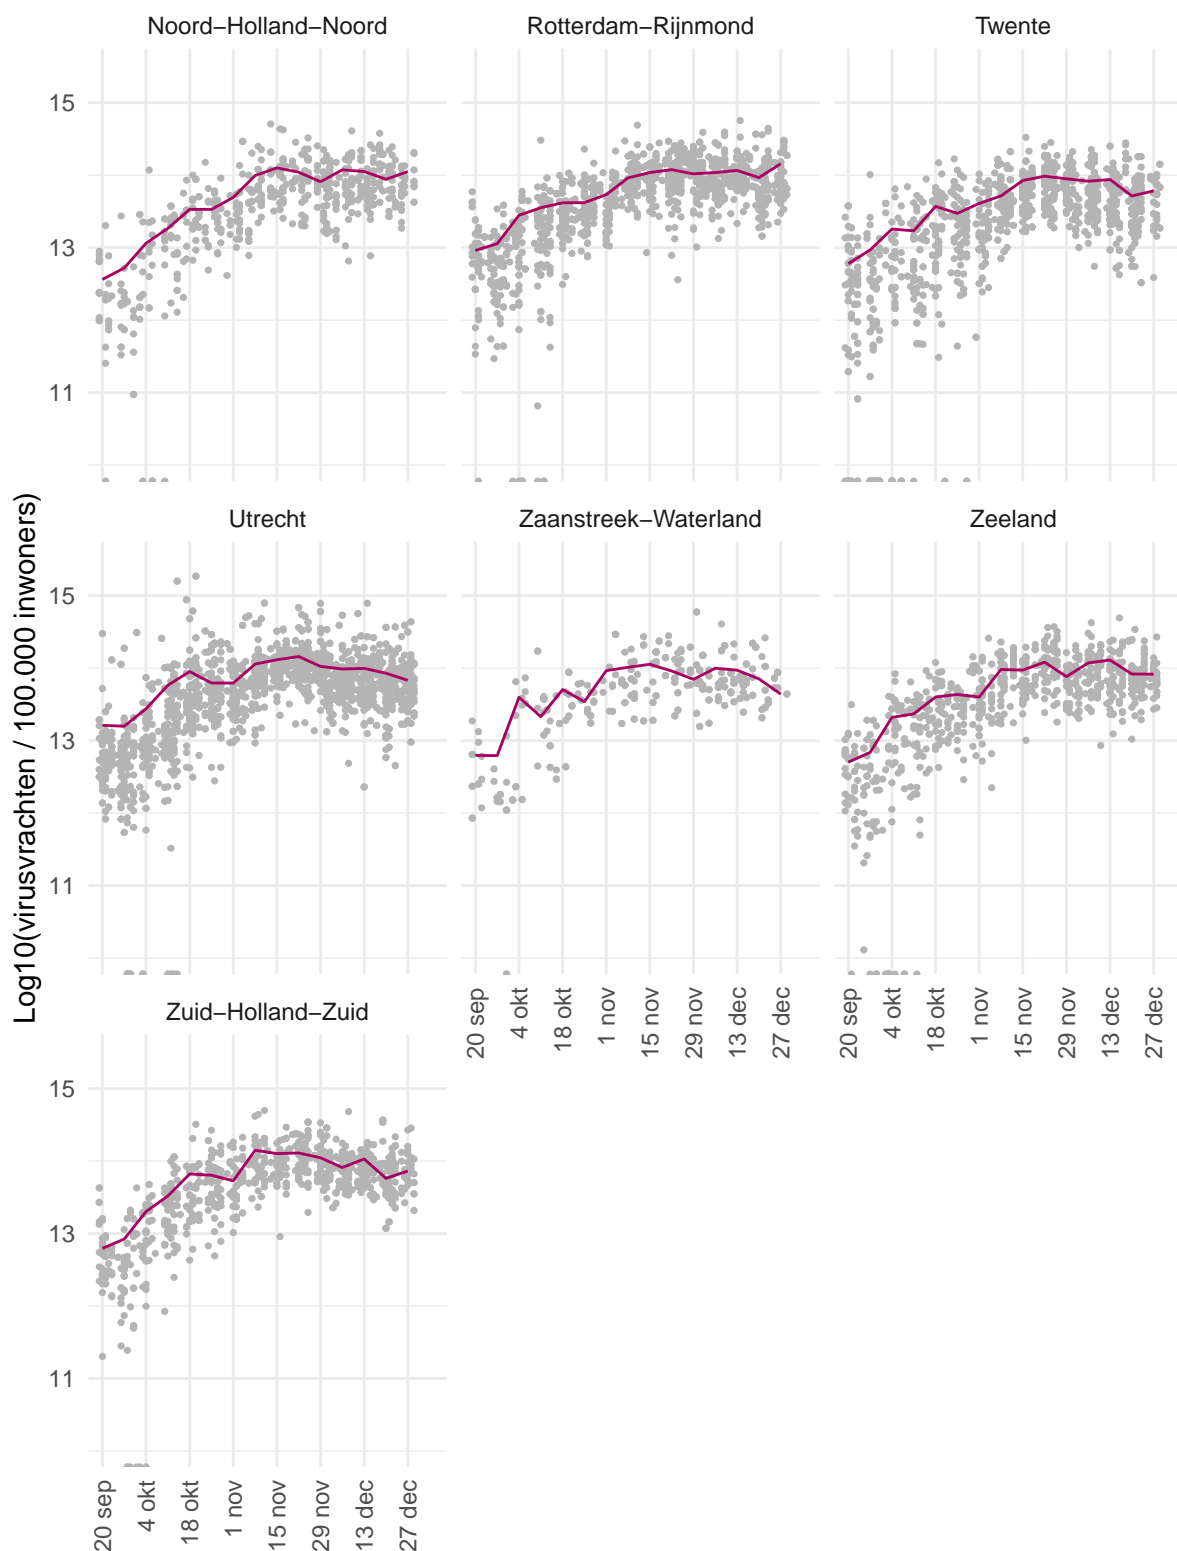 Noord−Holland−Noord
Rotterdam−Rijnmond
Twente
15
13
11
Utrecht
Zaanstreek−Waterland
Zeeland
15
13
11
Log10(virusvrachten / 100.000 inwoners)
20 sep
4 okt
18 okt
1 nov
15 nov
29 nov
13 dec
27 dec
20 sep
4 okt
18 okt
1 nov
15 nov
29 nov
13 dec
27 dec
Zuid−Holland−Zuid
15
13
11
20 sep
4 okt
18 okt
1 nov
15 nov
29 nov
13 dec
27 dec